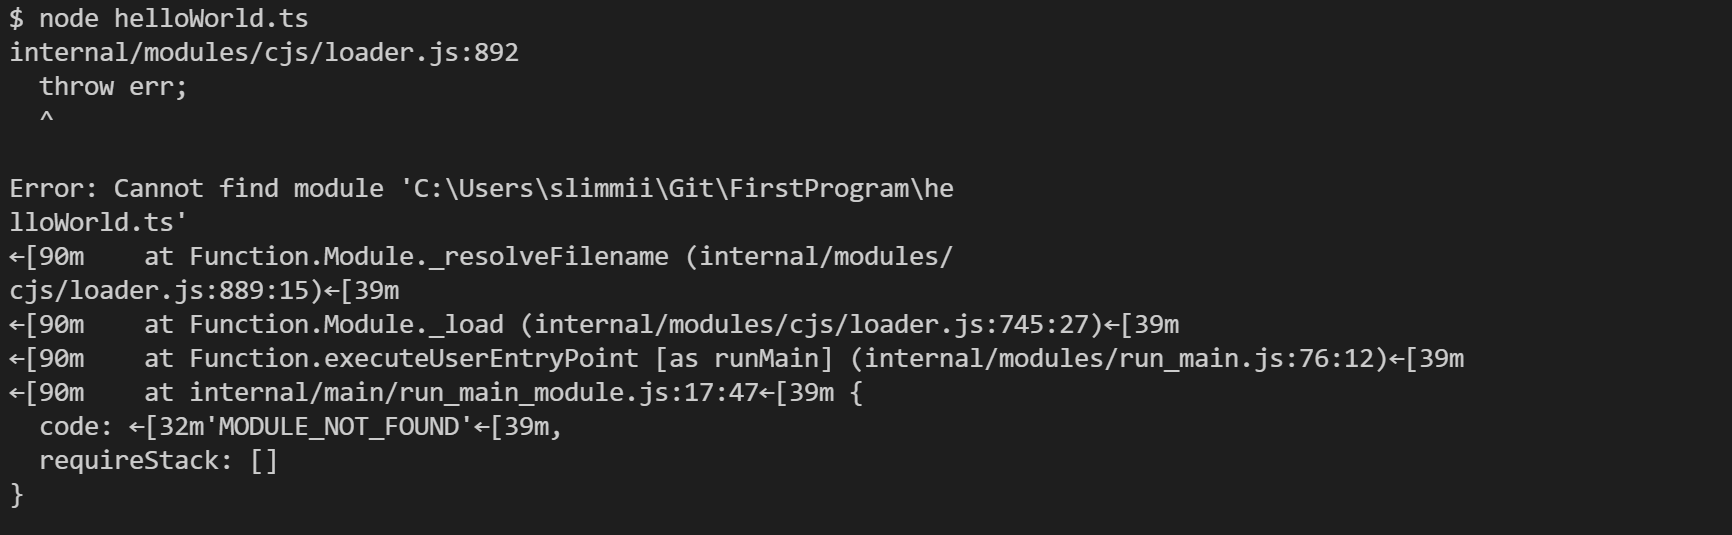 $ node helloWorld.ts
internal/modules/cjs/loader.js:892
  throw err;
  ^

Error: Cannot find module 'C:\Users\slimmii\Git\FirstProgram\he
lloWorld.ts'
←[90m    at Function.Module._resolveFilename (internal/modules/
cjs/loader.js:889:15)←[39m
←[90m    at Function.Module._load (internal/modules/cjs/loader.js:745:27)←[39m
←[90m    at Function.executeUserEntryPoint [as runMain] (internal/modules/run_main.js:76:12)←[39m
←[90m    at internal/main/run_main_module.js:17:47←[39m {
  code: ←[32m'MODULE_NOT_FOUND'←[39m,
  requireStack: []
}